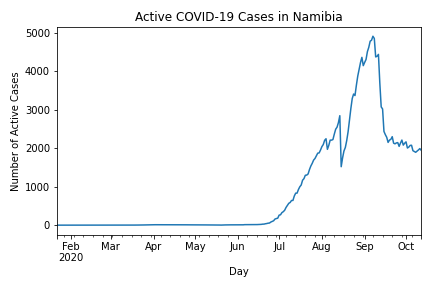 Active COVID-19 Cases in Namibia
Number of Active Cases
5000
4000
3000
2000
1000
0
Feb Mar Apr May Jun Jul Aug Sep Oct
2020
Day